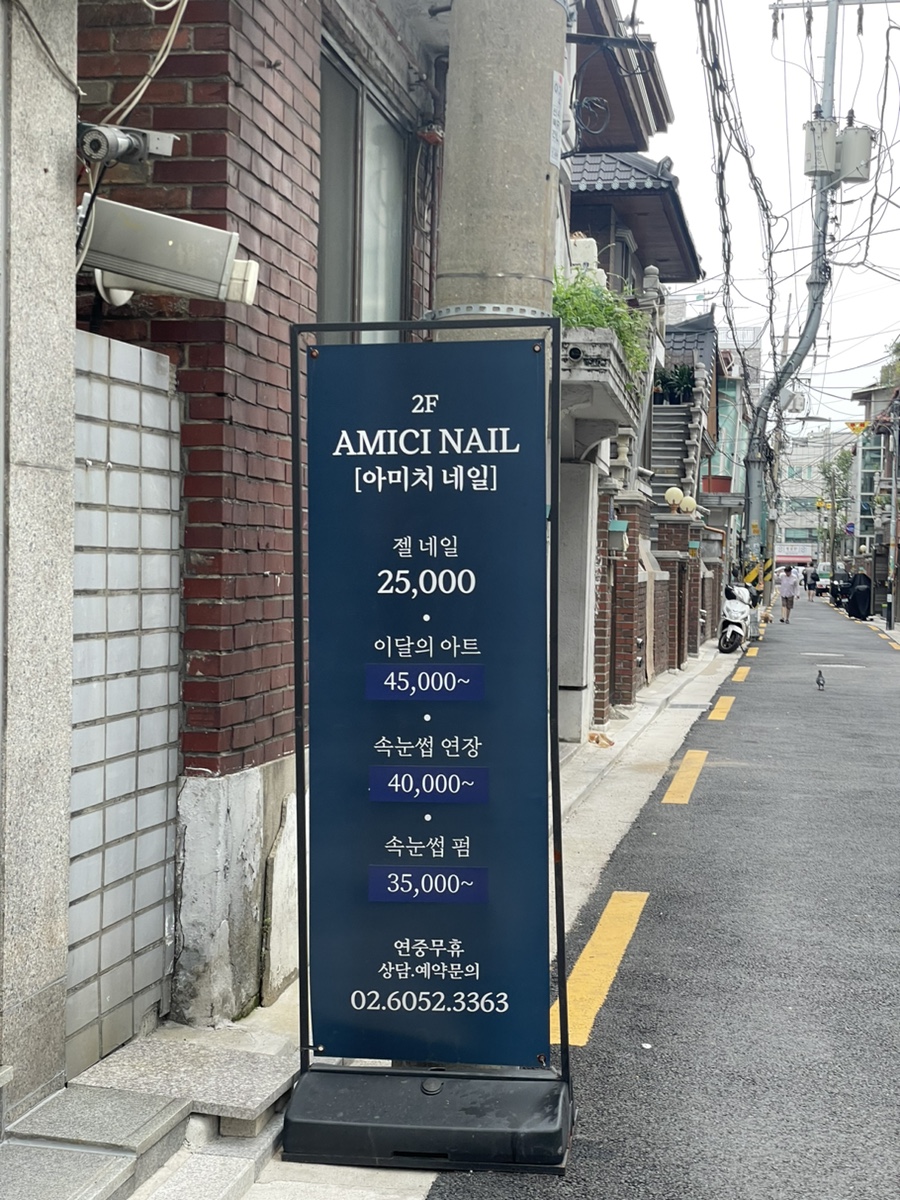 2F
AMICI NAIL
[아미치 네일]
젤 네일
25,000
•
이달의 아트
45,000~
•
속눈썹 연장
40,000~
•
속눈썹 펌
35,000~
연중무휴
상담.예약문의
02.6052.3363